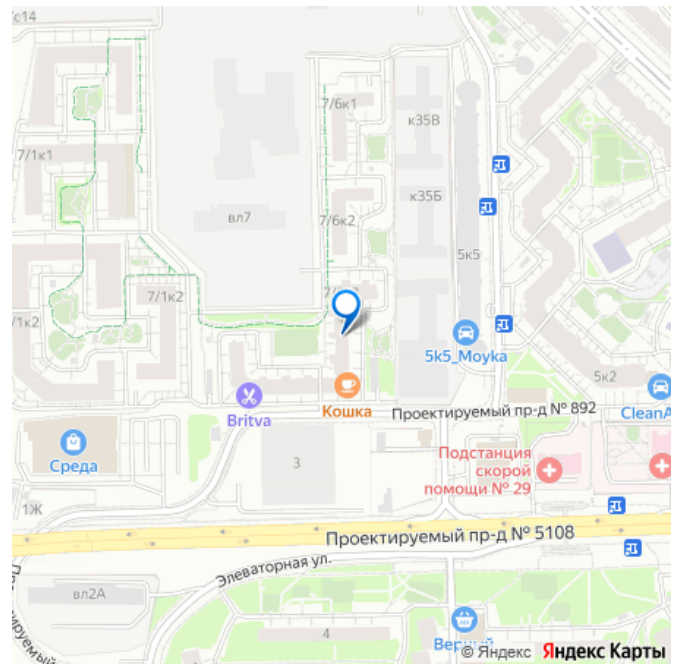 с14
7/6к1
к35В
7/1к1
к35Б
вл7
7/6к2
5к5
7/1к2
/1к2
5k5_Moyka
5к2
Britva
Кошка
Проектируемый пр-д № 892
CleanA
Среда
3
Подстанция
скорой
помощи № 29
1Ж
Проектируемый пр-д № 5108
Элеваторная ул.
вл2А
4
Верный
© Яндекс Яндекс Карты